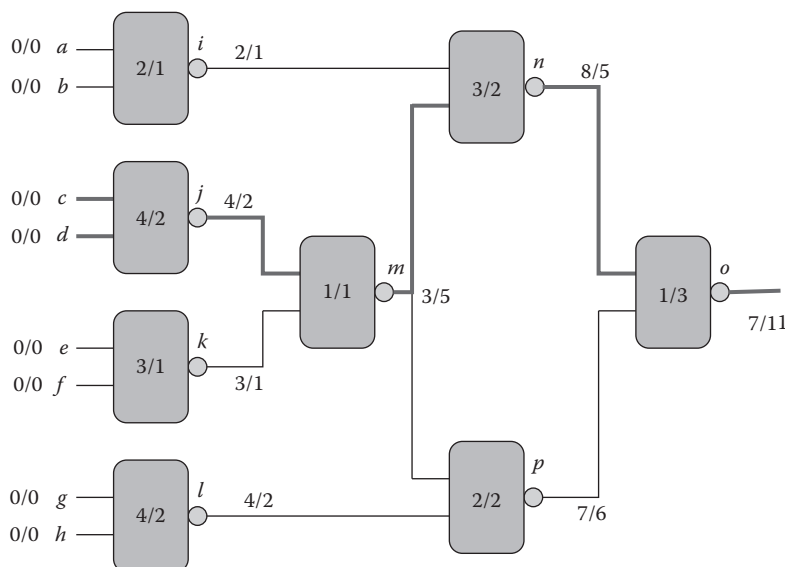 0/0 a
0/0 b
2/1
i
2/1
3/2
n
8/5
0/0 c
0/0 d
4/2
j
4/2
1/1
m
3/5
1/3
o
7/11
0/0 e
0/0 f
3/1
k
3/1
0/0 g
0/0 h
4/2
l
4/2
2/2
p
7/6